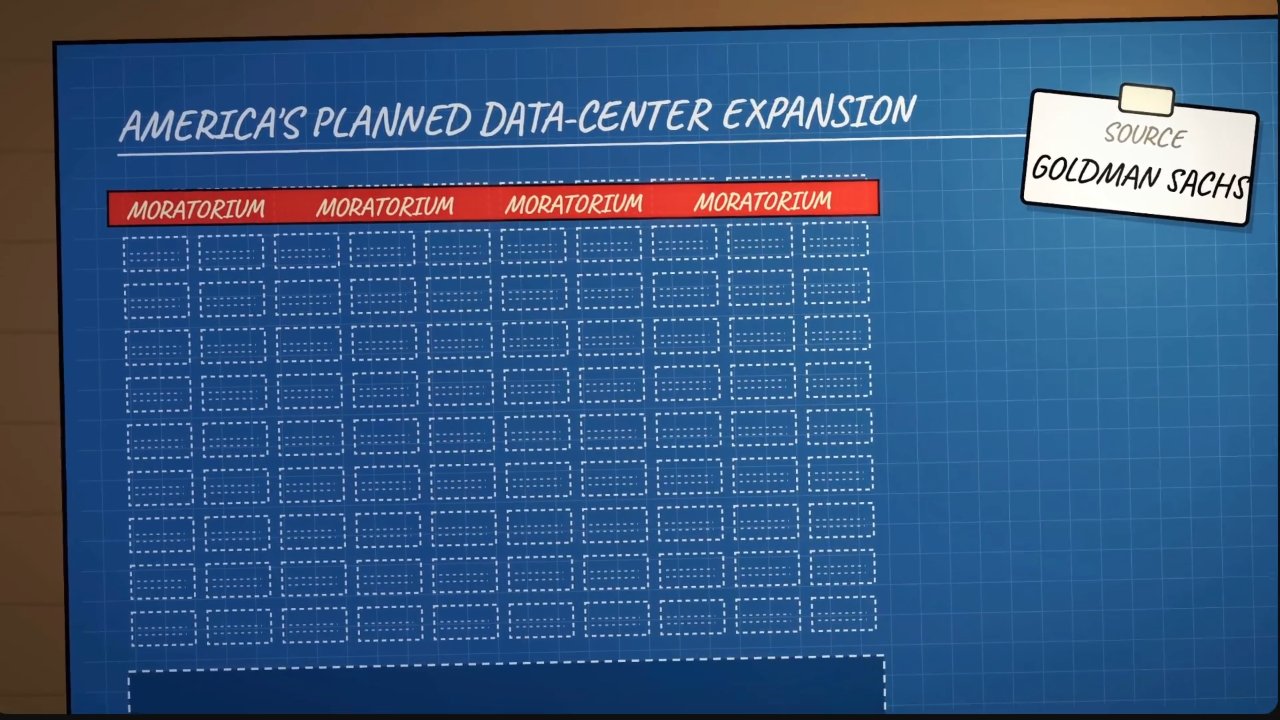 AMERICA'S PLANNED DATA-CENTER EXPANSION
SOURCE
GOLDMAN SACHS
MORATORIUM MORATORIUM MORATORIUM MORATORIUM